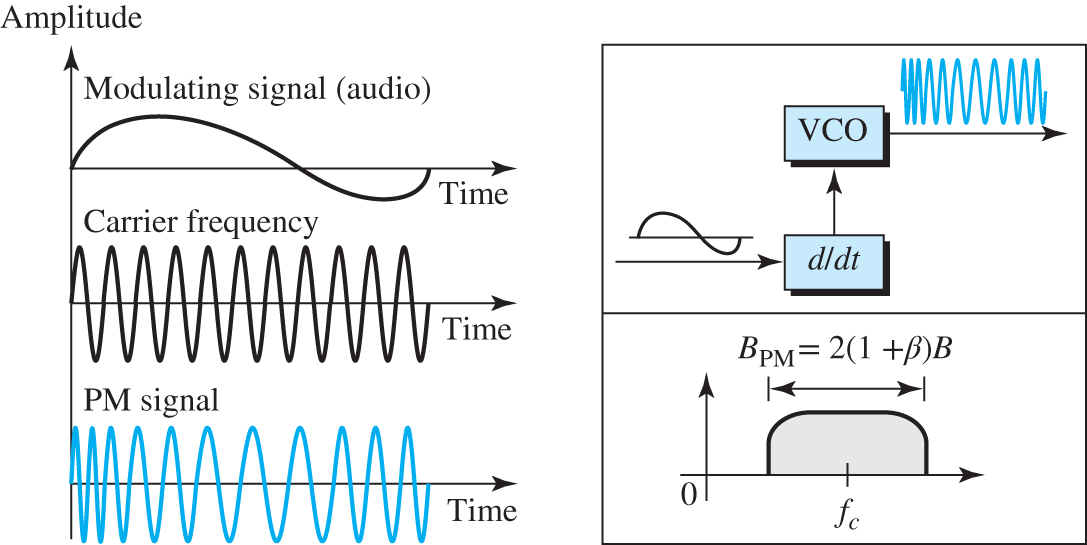 Amplitude
Modulating signal (audio)
Time
Carrier frequency
Time
PM signal
Time
VCO
d/dt
B_PM = 2(1 + β)B
0
f_c